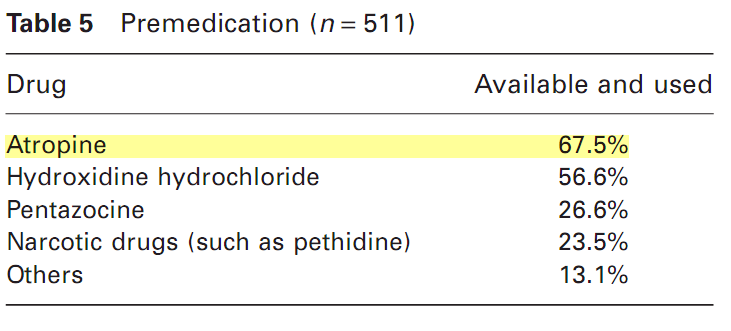 Table 5 Premedication (n = 511)
Drug Available and used
Atropine 67.5%
Hydroxidine hydrochloride 56.6%
Pentazocine 26.6%
Narcotic drugs (such as pethidine) 23.5%
Others 13.1%